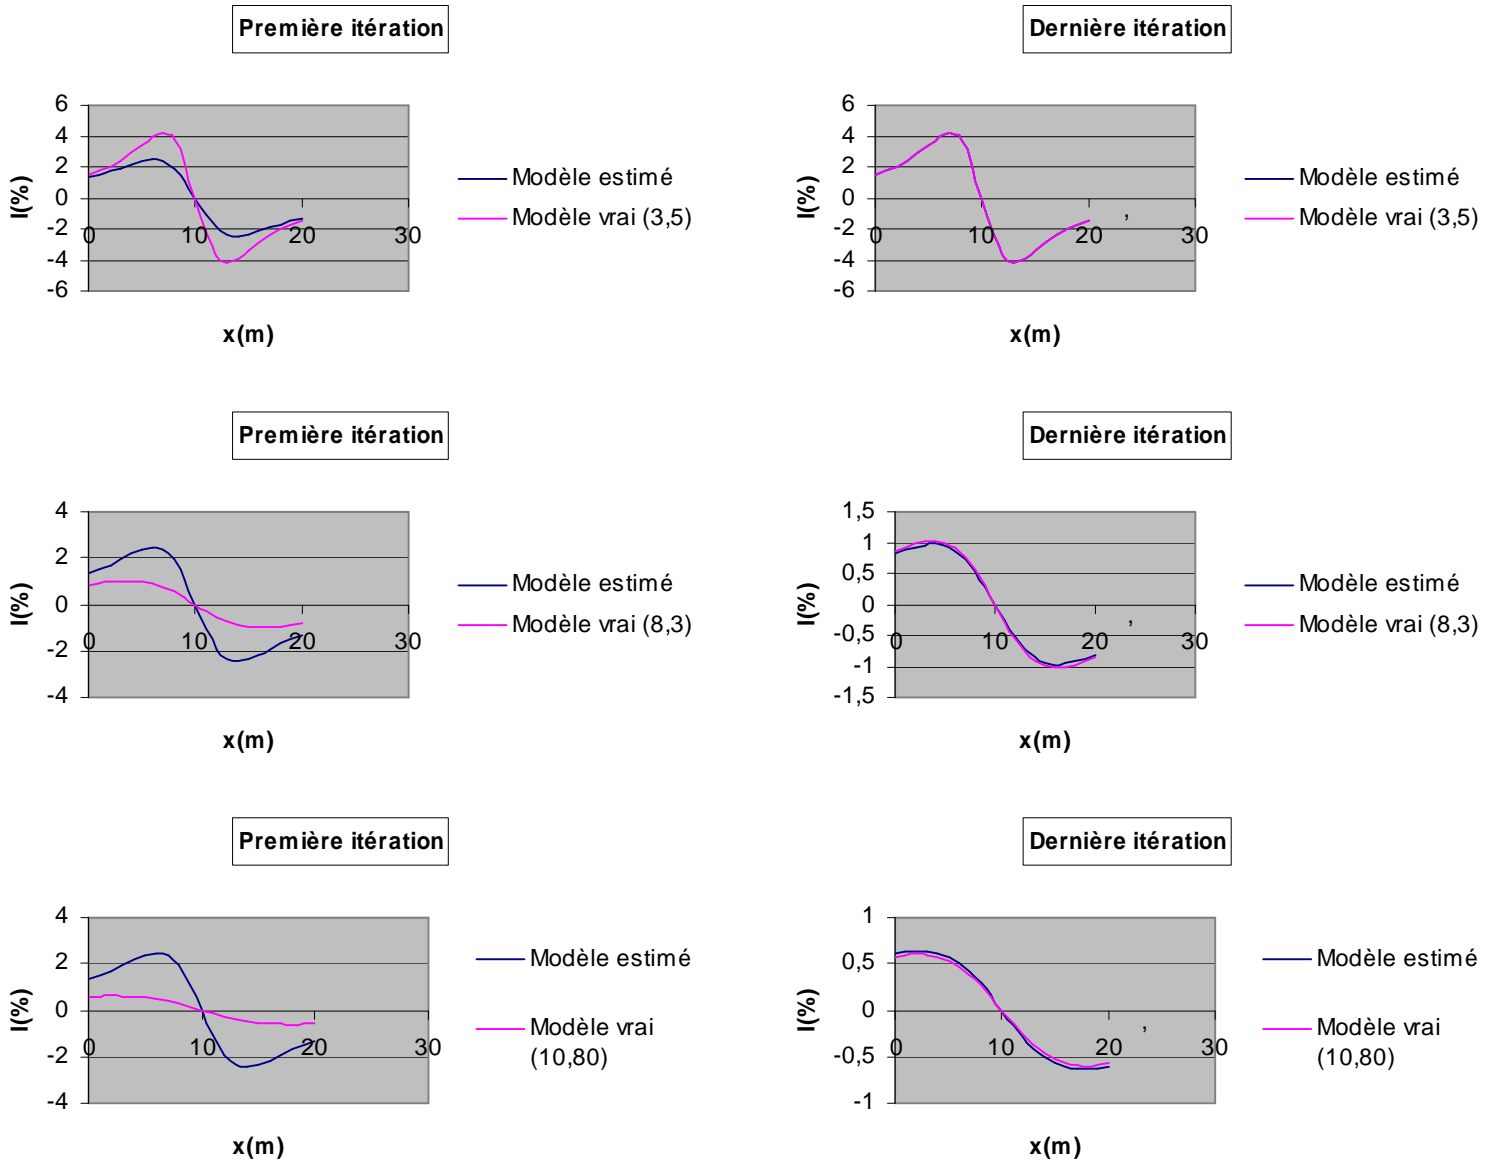 Première itération
6
4
2
0
-2
-4
-6
0
10
20
30
I(%)
x(m)
Modèle estimé
Modèle vrai (3,5)
Dernière itération
6
4
2
0
-2
-4
-6
0
10
20
30
,
I(%)
x(m)
Modèle estimé
Modèle vrai (3,5)
Première itération
4
2
0
-2
-4
0
10
20
30
I(%)
x(m)
Modèle estimé
Modèle vrai (8,3)
Dernière itération
1,5
1
0,5
0
-0,5
-1
-1,5
0
10
20
30
,
I(%)
x(m)
Modèle estimé
Modèle vrai (8,3)
Première itération
4
2
0
-2
-4
0
10
20
30
I(%)
x(m)
Modèle estimé
Modèle vrai
(10,80)
Dernière itération
1
0,5
0
-0,5
-1
0
10
20
30
,
I(%)
x(m)
Modèle estimé
Modèle vrai
(10,80)